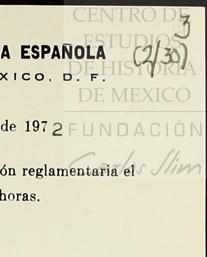 CENTRO DE
ESTUDIOS
DE HISTORIA
DE MEXICO
FUNDACIÓN
Carlos Slim
3
(2/30)
A ESPAÑOLA
XICO, D. F.
de 1972
ón reglamentaria el
horas.